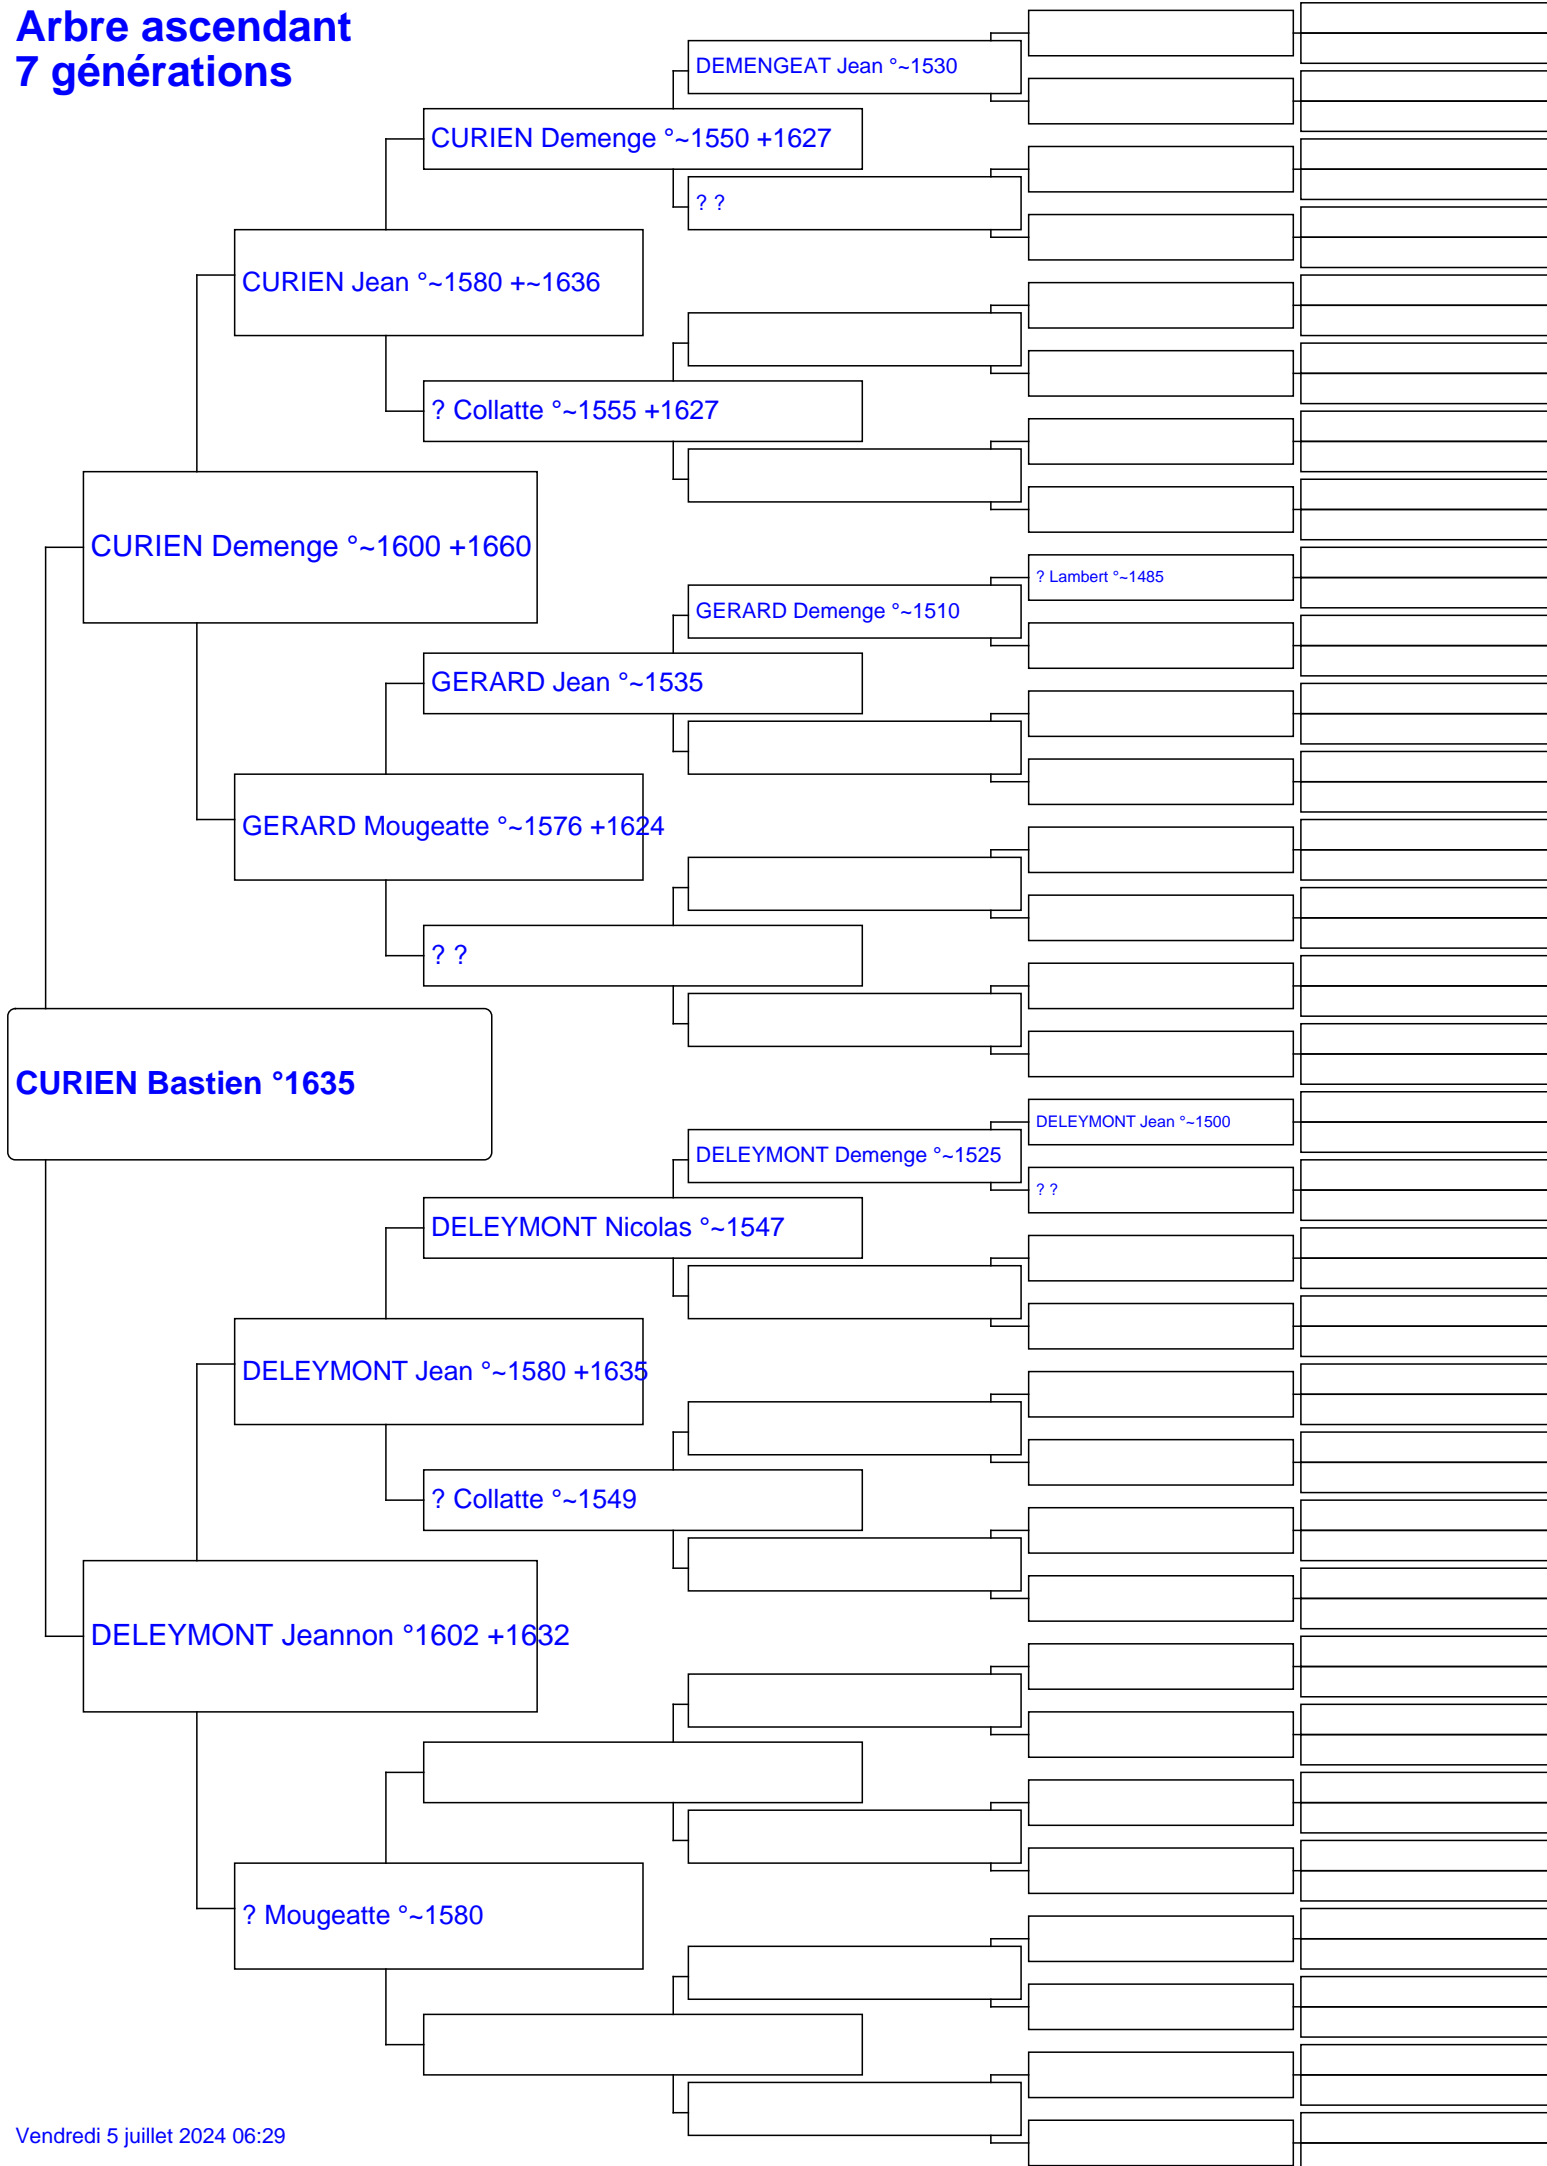 Arbre ascendant
7 générations
DEMENGEAT Jean °~1530
CURIEN Demenge °~1550 +1627
? ?
CURIEN Jean °~1580 +~1636
? Collatte °~1555 +1627
CURIEN Demenge °~1600 +1660
? Lambert °~1485
GERARD Demenge °~1510
GERARD Jean °~1535
GERARD Mougeatte °~1576 +1624
? ?
CURIEN Bastien °1635
DELEYMONT Jean °~1500
DELEYMONT Demenge °~1525
? ?
DELEYMONT Nicolas °~1547
DELEYMONT Jean °~1580 +1635
? Collatte °~1549
DELEYMONT Jeannon °1602 +1632
? Mougeatte °~1580
Vendredi 5 juillet 2024 06:29